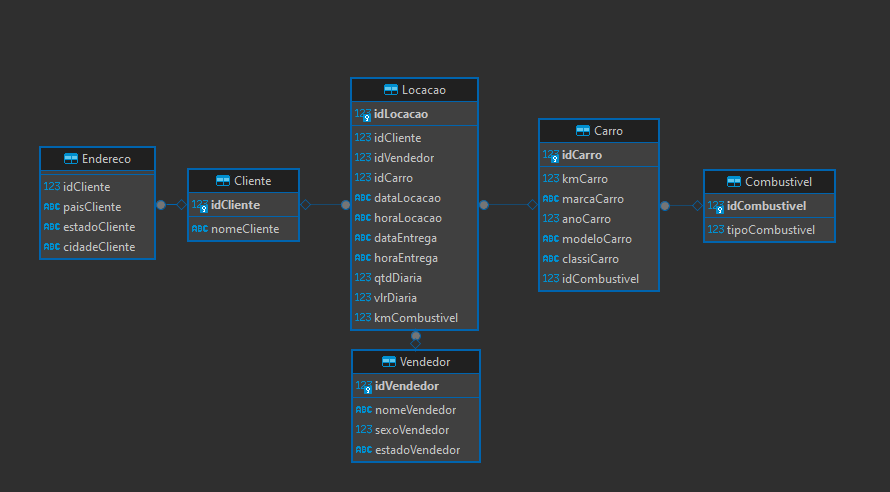 Endereco
123 idCliente
ABC paisCliente
ABC estadoCliente
ABC cidadeCliente
Cliente
123 idCliente
ABC nomeCliente
Locacao
123 idLocacao
123 idCliente
123 idVendedor
123 idCarro
ABC dataLocacao
ABC horaLocacao
ABC dataEntrega
ABC horaEntrega
123 qtdDiaria
123 vlrDiaria
123 kmCombustivel
Vendedor
123 idVendedor
ABC nomeVendedor
123 sexoVendedor
ABC estadoVendedor
Carro
123 idCarro
123 kmCarro
ABC marcaCarro
123 anoCarro
ABC modeloCarro
ABC classiCarro
123 idCombustivel
Combustivel
123 idCombustivel
123 tipoCombustivel